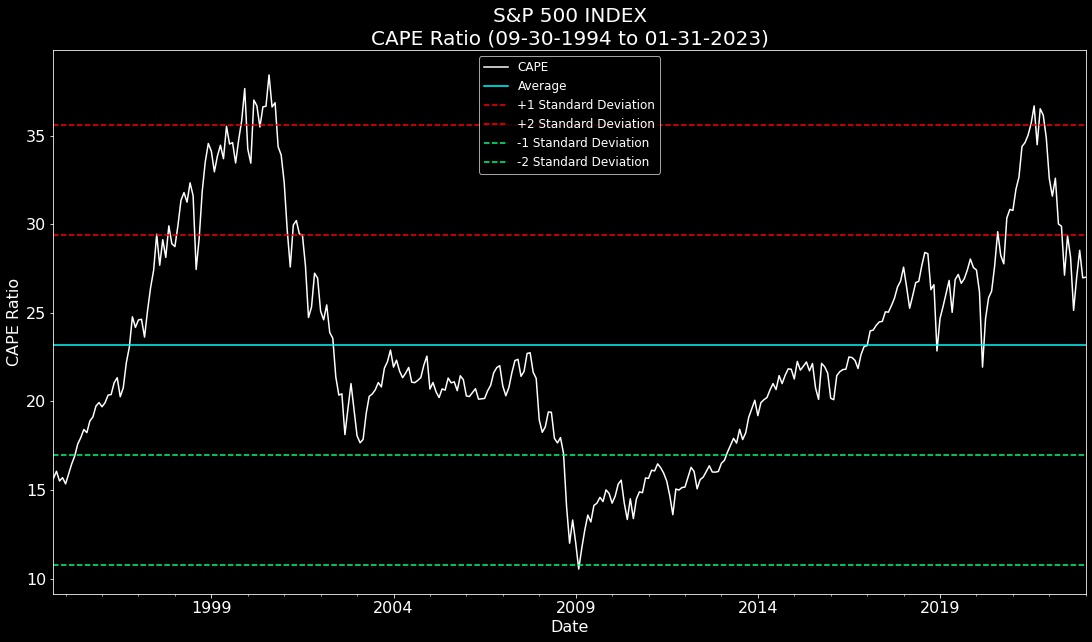 S&P 500 INDEX
CAPE Ratio (09-30-1994 to 01-31-2023)
CAPE
Average
+1 Standard Deviation
+2 Standard Deviation
-1 Standard Deviation
-2 Standard Deviation
CAPE Ratio
35
30
25
20
15
10
1999
2004
2009
2014
2019
Date